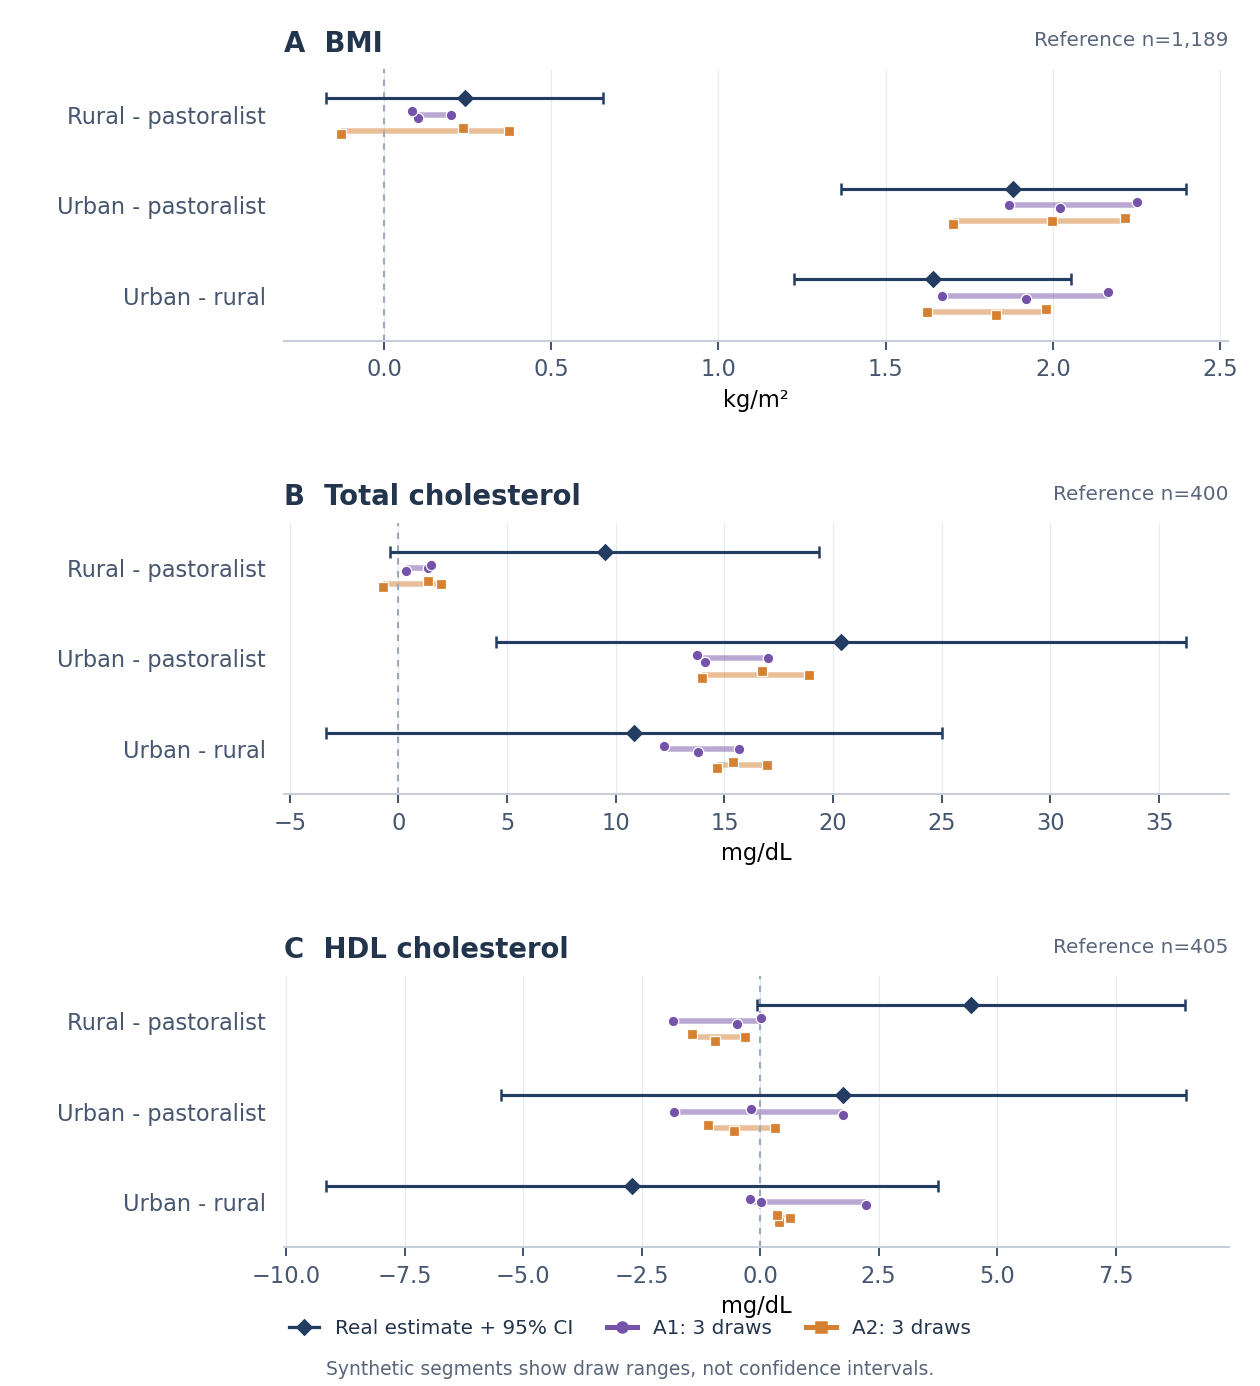 A BMI
Reference n=1,189
Rural - pastoralist
Urban - pastoralist
Urban - rural
0.0 0.5 1.0 1.5 2.0 2.5
kg/m²
B Total cholesterol
Reference n=400
Rural - pastoralist
Urban - pastoralist
Urban - rural
−5 0 5 10 15 20 25 30 35
mg/dL
C HDL cholesterol
Reference n=405
Rural - pastoralist
Urban - pastoralist
Urban - rural
−10.0 −7.5 −5.0 −2.5 0.0 2.5 5.0 7.5
mg/dL
Real estimate + 95% CI A1: 3 draws A2: 3 draws
Synthetic segments show draw ranges, not confidence intervals.